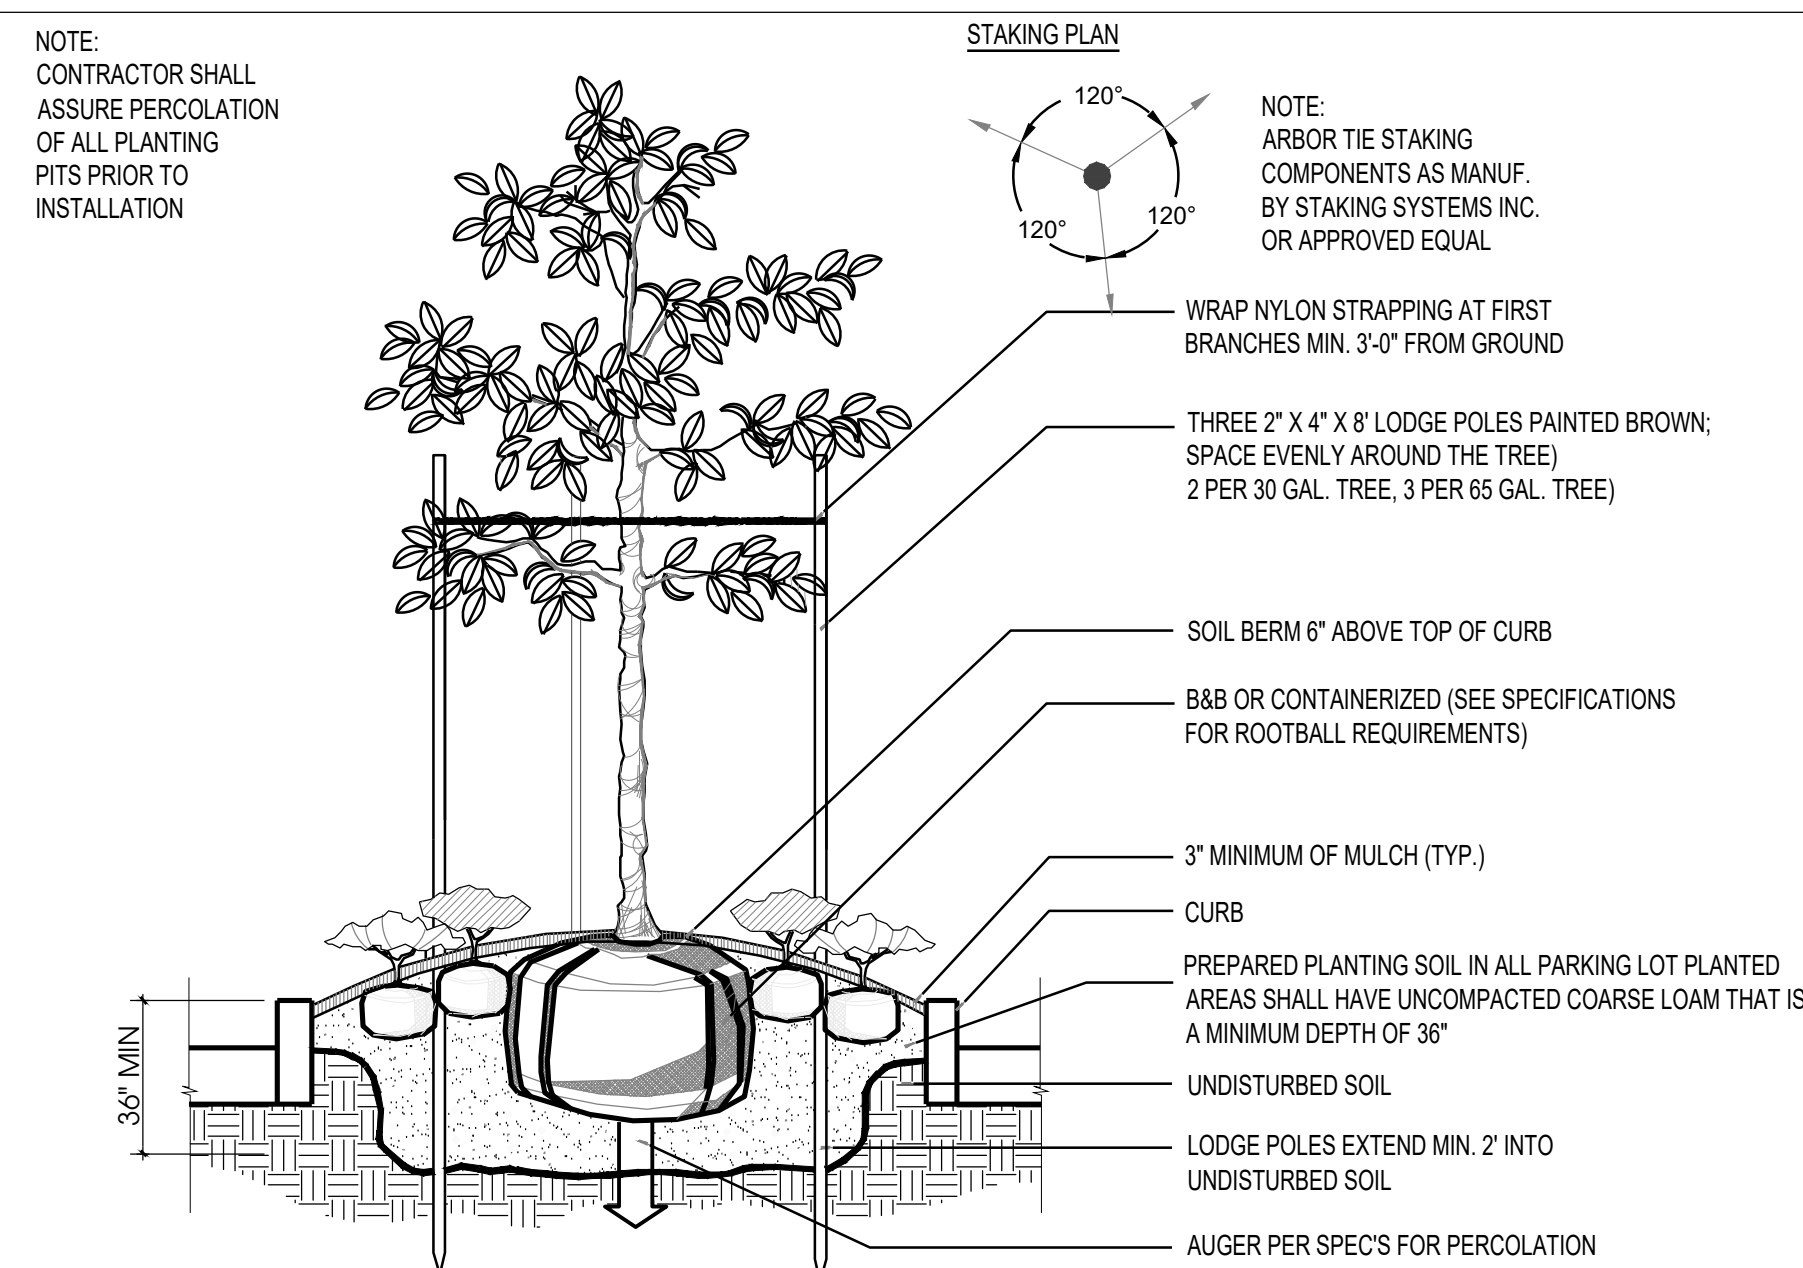 NOTE:
CONTRACTOR SHALL
ASSURE PERCOLATION
OF ALL PLANTING
PITS PRIOR TO
INSTALLATION
STAKING PLAN
120°
120°
120°
NOTE:
ARBOR TIE STAKING
COMPONENTS AS MANUF.
BY STAKING SYSTEMS INC.
OR APPROVED EQUAL
WRAP NYLON STRAPPING AT FIRST
BRANCHES MIN. 3'-0" FROM GROUND
THREE 2" X 4" X 8' LODGE POLES PAINTED BROWN;
SPACE EVENLY AROUND THE TREE)
2 PER 30 GAL. TREE, 3 PER 65 GAL. TREE)
SOIL BERM 6" ABOVE TOP OF CURB
B&B OR CONTAINERIZED (SEE SPECIFICATIONS
FOR ROOTBALL REQUIREMENTS)
3" MINIMUM OF MULCH (TYP.)
CURB
PREPARED PLANTING SOIL IN ALL PARKING LOT PLANTED
AREAS SHALL HAVE UNCOMPACTED COARSE LOAM THAT IS
A MINIMUM DEPTH OF 36"
UNDISTURBED SOIL
LODGE POLES EXTEND MIN. 2' INTO
UNDISTURBED SOIL
AUGER PER SPEC'S FOR PERCOLATION
36" MIN